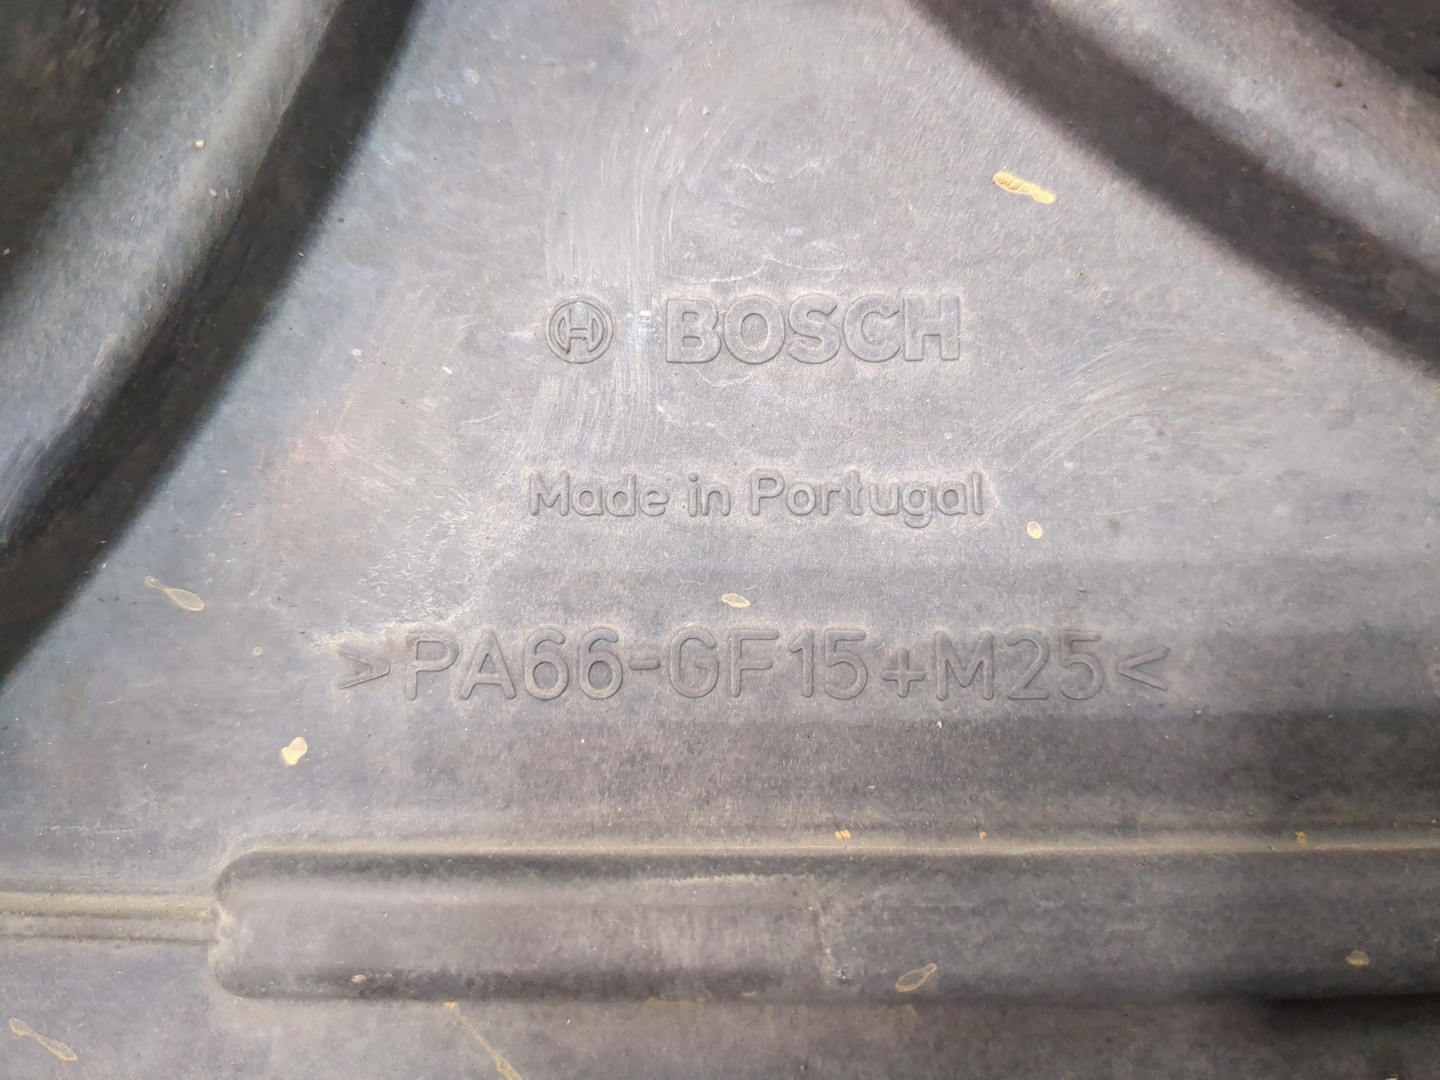 BOSCH
Made in Portugal
>PA66-GF15+M25<